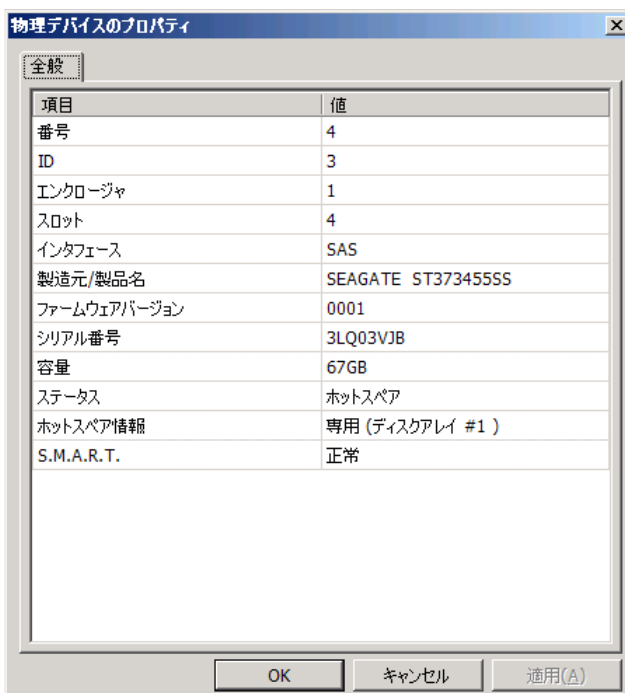 物理デバイスのプロパティ
全般
項目 値
番号 4
ID 3
エンクロージャ 1
スロット 4
インタフェース SAS
製造元/製品名 SEAGATE ST373455SS
ファームウェアバージョン 0001
シリアル番号 3LQ03VJB
容量 67GB
ステータス ホットスペア
ホットスペア情報 専用 (ディスクアレイ #1 )
S.M.A.R.T. 正常
OK キャンセル 適用(A)